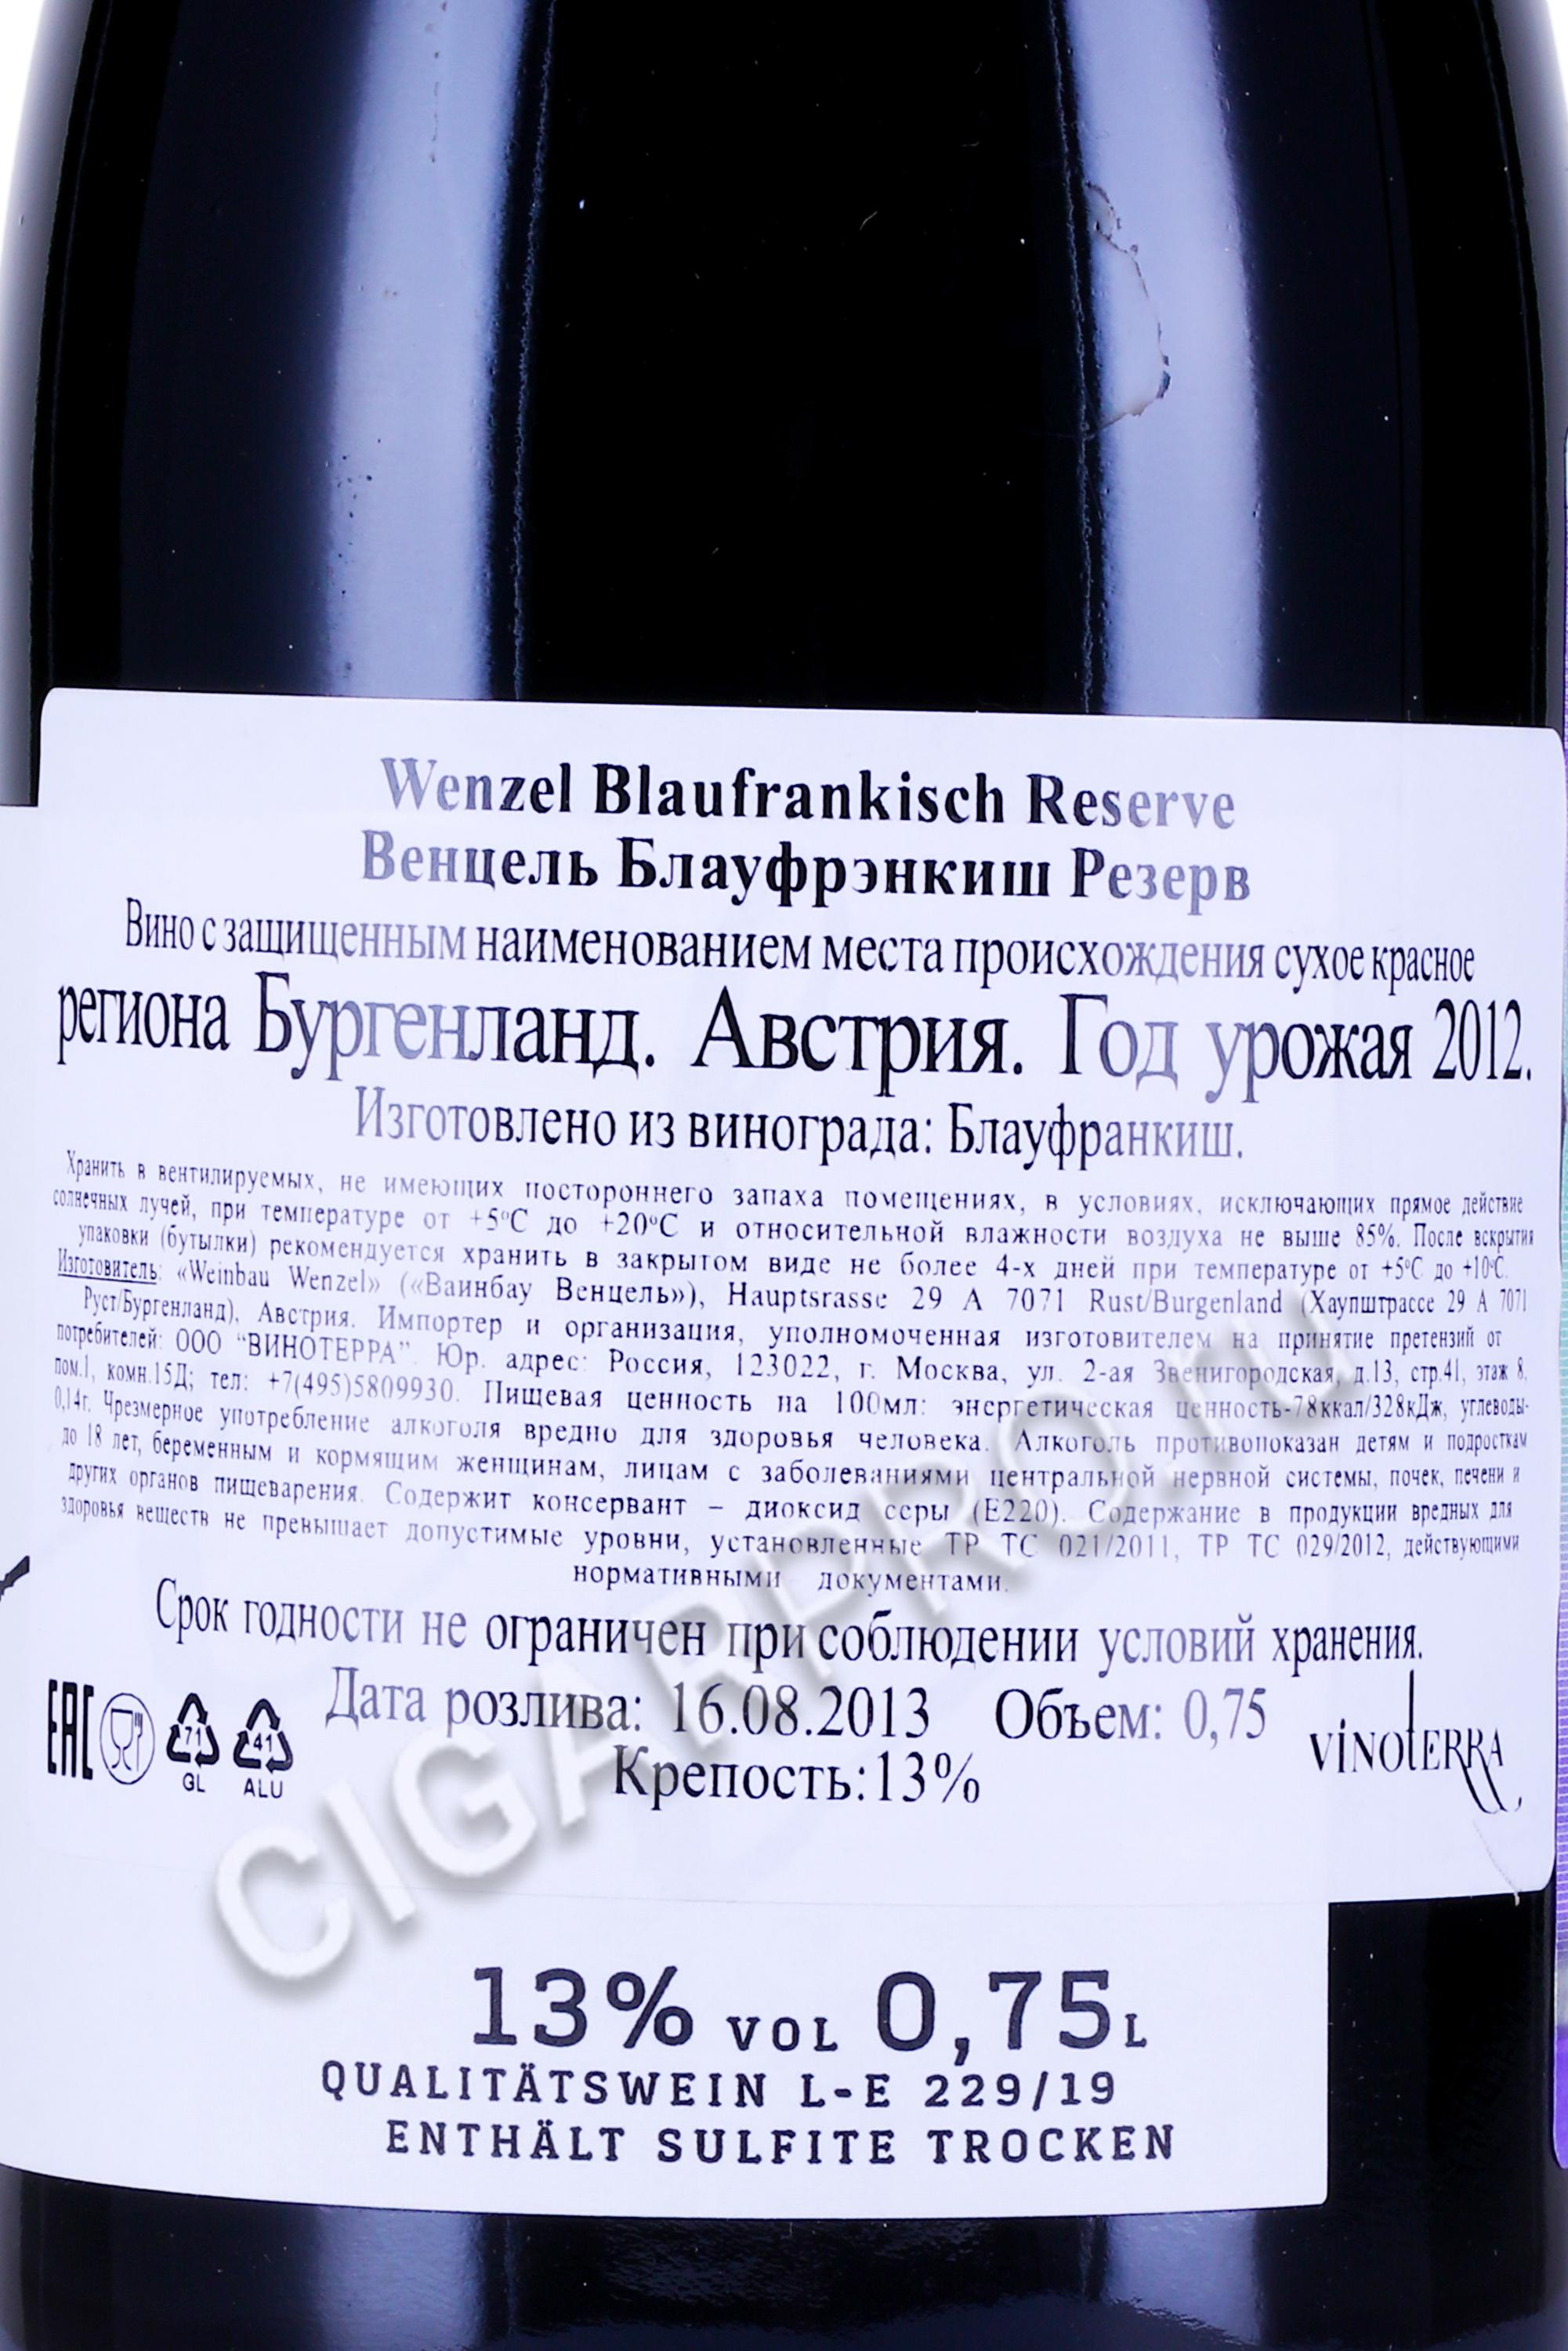 Wenzel Blaufrankisch Reserve
Венцель Блауфрэнкиш Резерв
Вино с защищенным наименованием места происхождения сухое красное
региона Бургенланд. Австрия. Год урожая 2012.
Изготовлено из винограда: Блауфранкиш.
Хранить в вентилируемых, не имеющих постороннего запаха помещениях, в условиях, исключающих прямое действие
солнечных лучей, при температуре от +5ºС до +20ºС и относительной влажности воздуха не выше 85%. После вскрытия
упаковки (бутылки) рекомендуется хранить в закрытом виде не более 4-х дней при температуре от +5ºС до +10ºС.
Изготовитель: «Weinbau Wenzel» («Ваинбау Венцель»), Hauptsrasse 29 A 7071 Rust/Burgenland (Хаупштрассе 29 А 7071
Руст/Бургенланд), Австрия. Импортер и организация, уполномоченная изготовителем на принятие претензий от
потребителей: ООО "ВИНОТЕРРА". Юр. адрес: Россия, 123022, г. Москва, ул. 2-ая Звенигородская, д.13, стр.41, этаж 8,
пом.1, комн.15Д; тел: +7(495)5809930. Пищевая ценность на 100мл: энергетическая ценность-78ккал/328кДж, углеводы-
0,14г. Чрезмерное употребление алкоголя вредно для здоровья человека. Алкоголь противопоказан детям и подросткам
до 18 лет, беременным и кормящим женщинам, лицам с заболеваниями центральной нервной системы, почек, печени и
других органов пищеварения. Содержит консервант – диоксид серы (Е220). Содержание в продукции вредных для
здоровья веществ не превышает допустимые уровни, установленные ТР ТС 021/2011, ТР ТС 029/2012, действующими
нормативными документами.
Срок годности не ограничен при соблюдении условий хранения.
Дата розлива: 16.08.2013 Объем: 0,75
Крепость:13%
EAC
71
GL
41
ALU
VINOTERRA
CIGARPRO.ru
13% VOL 0,75L
QUALITÄTSWEIN L-E 229/19
ENTHÄLT SULFITE TROCKEN